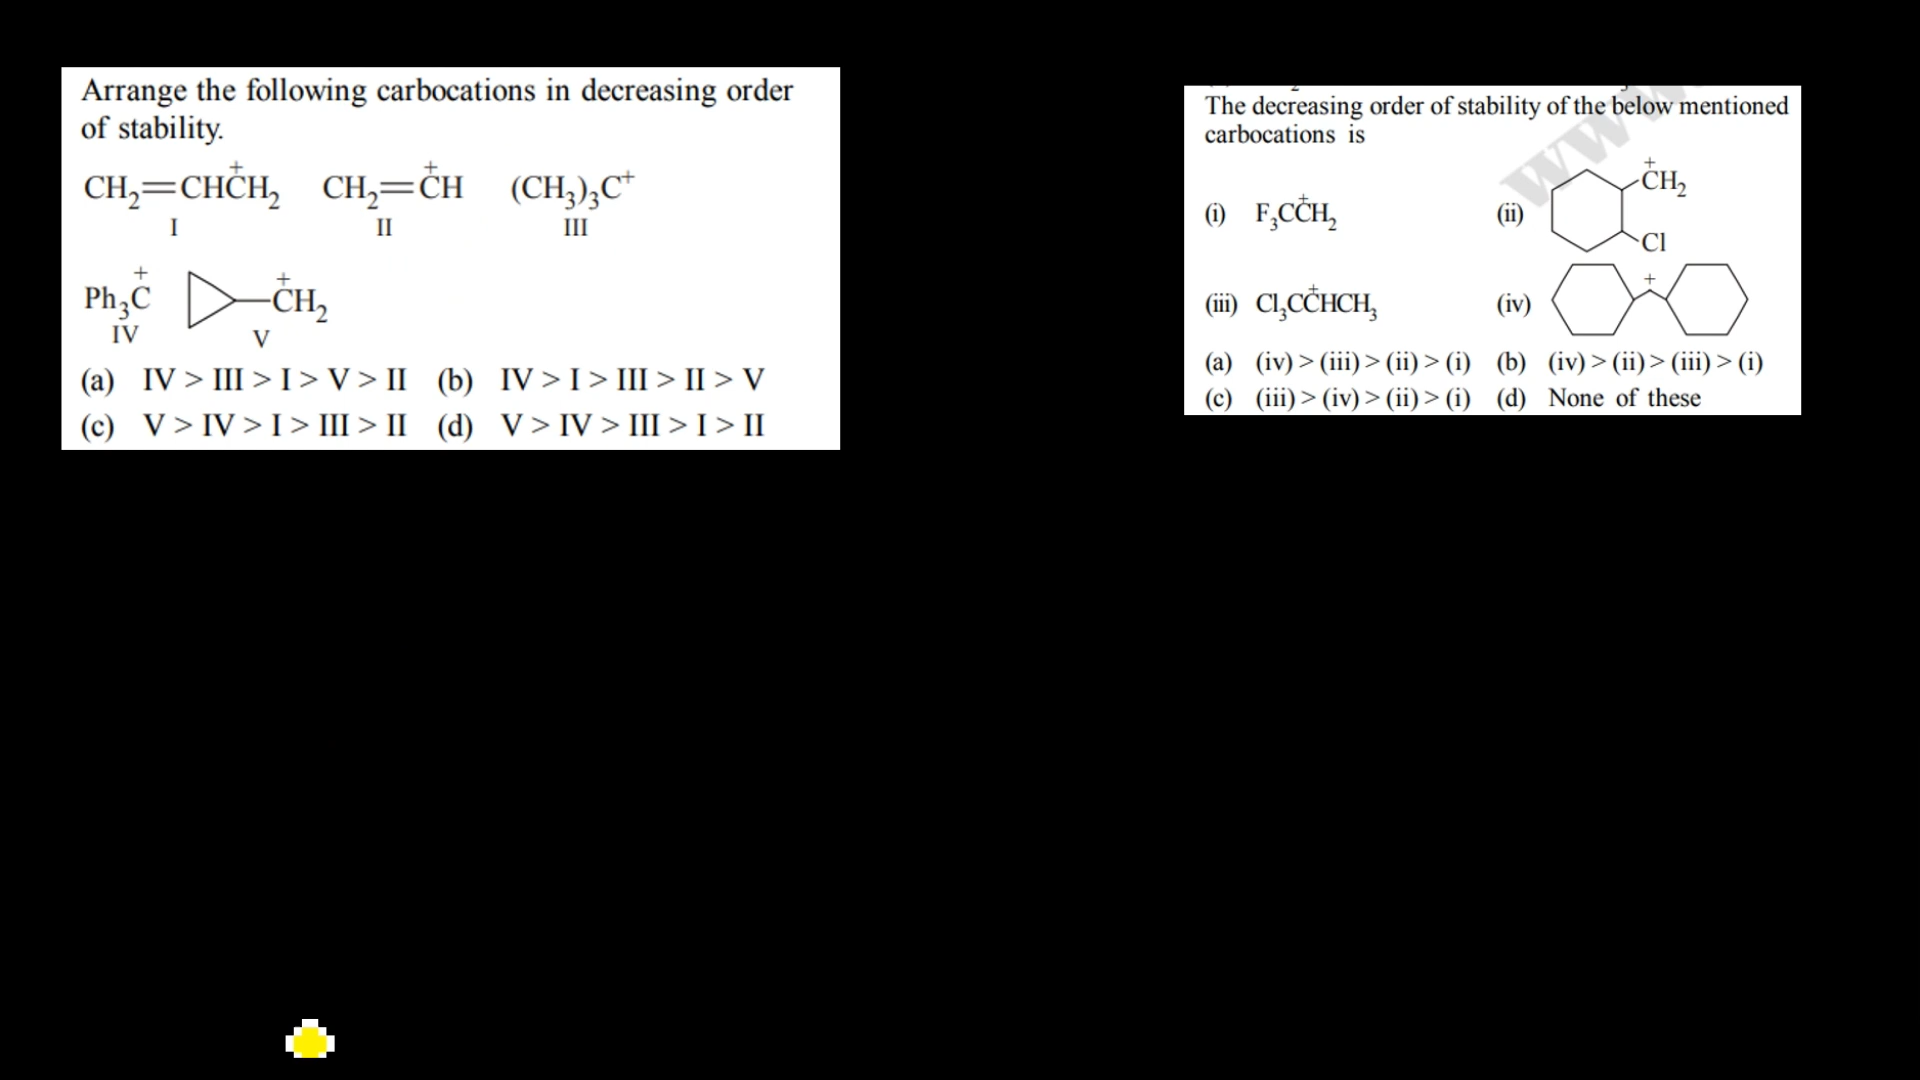 Arrange the following carbocations in decreasing order
of stability.
CH₂=CHC⁺H₂ CH₂=C⁺H (CH₃)₃C⁺
I II III
Ph₃C⁺ C⁺H₂
IV V
(a) IV > III > I > V > II (b) IV > I > III > II > V
(c) V > IV > I > III > II (d) V > IV > III > I > II
The decreasing order of stability of the below mentioned
carbocations is
(i) F₃CC⁺H₂ (ii) C⁺H₂
Cl
(iii) Cl₃CC⁺HCH₃ (iv) +
(a) (iv) > (iii) > (ii) > (i) (b) (iv) > (ii) > (iii) > (i)
(c) (iii) > (iv) > (ii) > (i) (d) None of these
www